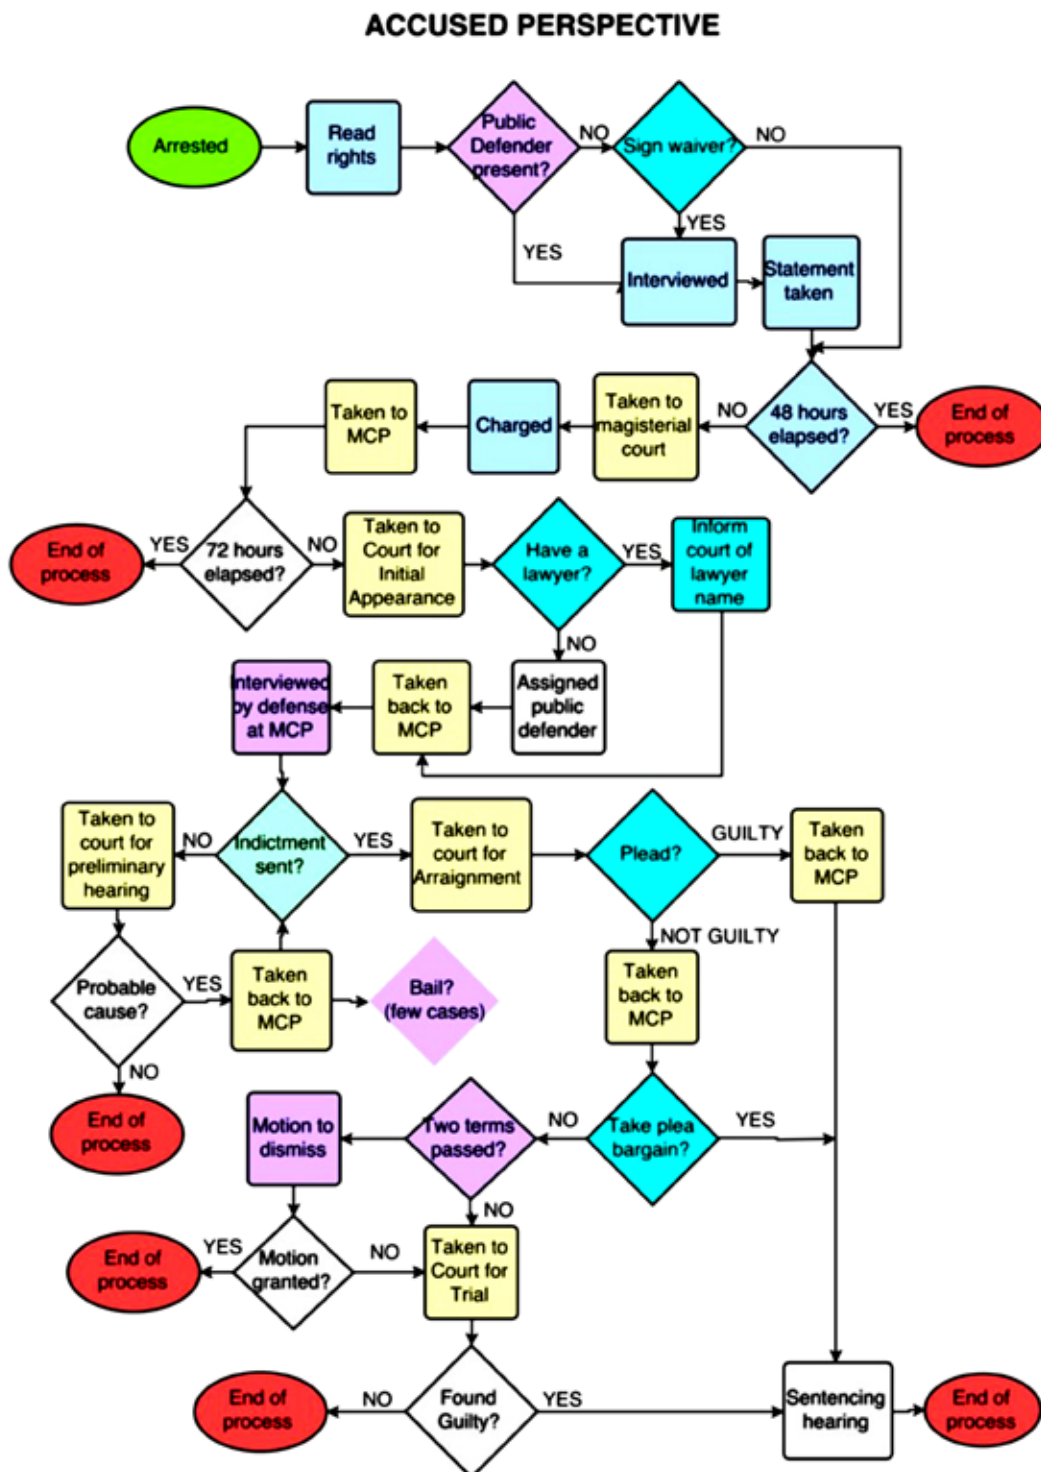 ACCUSED PERSPECTIVE
Arrested
Read
rights
Public
Defender
present?
NO
Sign waiver?
NO
YES
YES
Interviewed
Statement
taken
Taken to
MCP
Charged
Taken to
magisterial
court
NO
48 hours
elapsed?
YES
End of
process
End of
process
YES
72 hours
elapsed?
NO
Taken to
Court for
Initial
Appearance
Have a
lawyer?
YES
Inform
court of
lawyer
name
NO
Interviewed
by defense
at MCP
Taken
back to
MCP
Assigned
public
defender
Taken to
court for
preliminary
hearing
NO
Indictment
sent?
YES
Taken to
court for
Arraignment
Plead?
GUILTY
Taken
back to
MCP
NOT GUILTY
Probable
cause?
YES
Taken
back to
MCP
Bail?
(few cases)
Taken
back to
MCP
NO
End of
process
Motion to
dismiss
Two terms
passed?
NO
Take plea
bargain?
YES
NO
End of
process
YES
Motion
granted?
NO
Taken to
Court for
Trial
End of
process
NO
Found
Guilty?
YES
Sentencing
hearing
End of
process